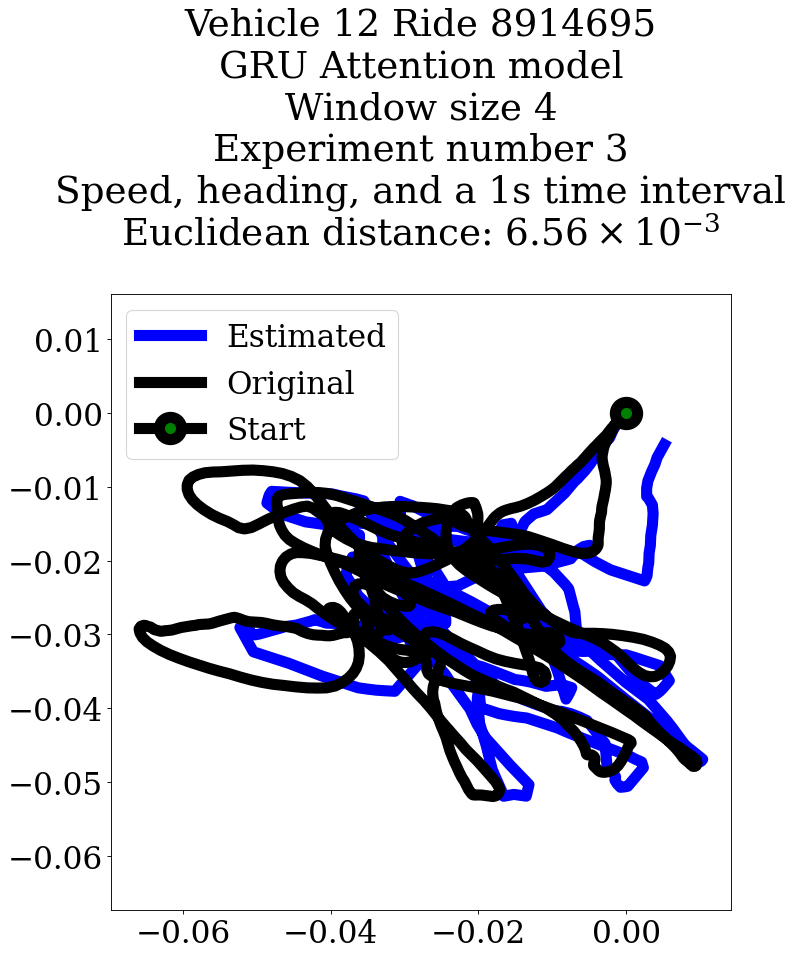 Vehicle 12 Ride 8914695
GRU Attention model
Window size 4
Experiment number 3
Speed, heading, and a 1s time interval
Euclidean distance: 6.56 × 10⁻³
Estimated
Original
Start
0.01
0.00
−0.01
−0.02
−0.03
−0.04
−0.05
−0.06
−0.06
−0.04
−0.02
0.00